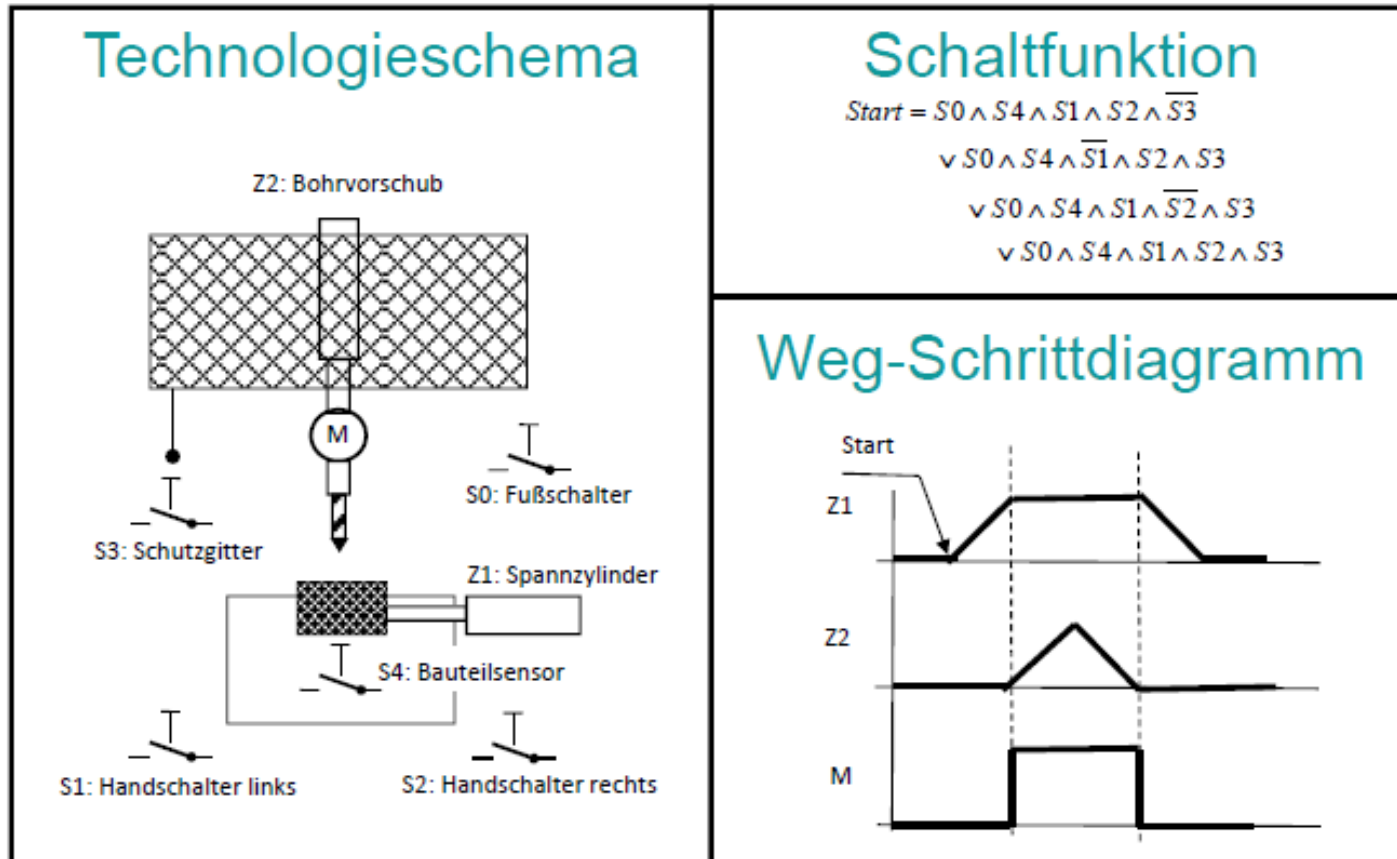 Technologieschema
Z2: Bohrvorschub
M
S0: Fußschalter
S3: Schutzgitter
Z1: Spannzylinder
S4: Bauteilsensor
S1: Handschalter links
S2: Handschalter rechts
Schaltfunktion
Start = S0 ∧ S4 ∧ S1 ∧ S2 ∧ S̅3̅
∨ S0 ∧ S4 ∧ S̅1̅ ∧ S2 ∧ S3
∨ S0 ∧ S4 ∧ S1 ∧ S̅2̅ ∧ S3
∨ S0 ∧ S4 ∧ S1 ∧ S2 ∧ S3
Weg-Schrittdiagramm
Start
Z1
Z2
M